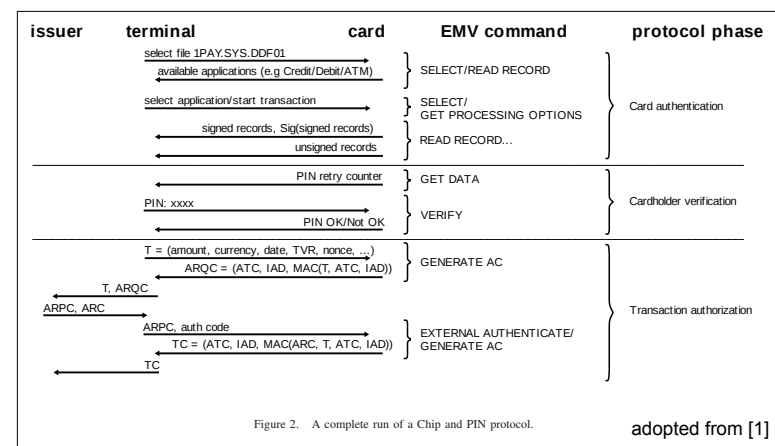 issuer terminal card EMV command protocol phase
select file 1PAY.SYS.DDF01
available applications (e.g Credit/Debit/ATM)
SELECT/READ RECORD
select application/start transaction
SELECT/
GET PROCESSING OPTIONS
Card authentication
signed records, Sig(signed records)
unsigned records
READ RECORD...
PIN retry counter
GET DATA
PIN: xxxx
PIN OK/Not OK
VERIFY
Cardholder verification
T = (amount, currency, date, TVR, nonce, ...)
ARQC = (ATC, IAD, MAC(T, ATC, IAD))
GENERATE AC
T, ARQC
ARPC, ARC
Transaction authorization
ARPC, auth code
TC = (ATC, IAD, MAC(ARC, T, ATC, IAD))
EXTERNAL AUTHENTICATE/
GENERATE AC
TC
Figure 2. A complete run of a Chip and PIN protocol.
adopted from [1]